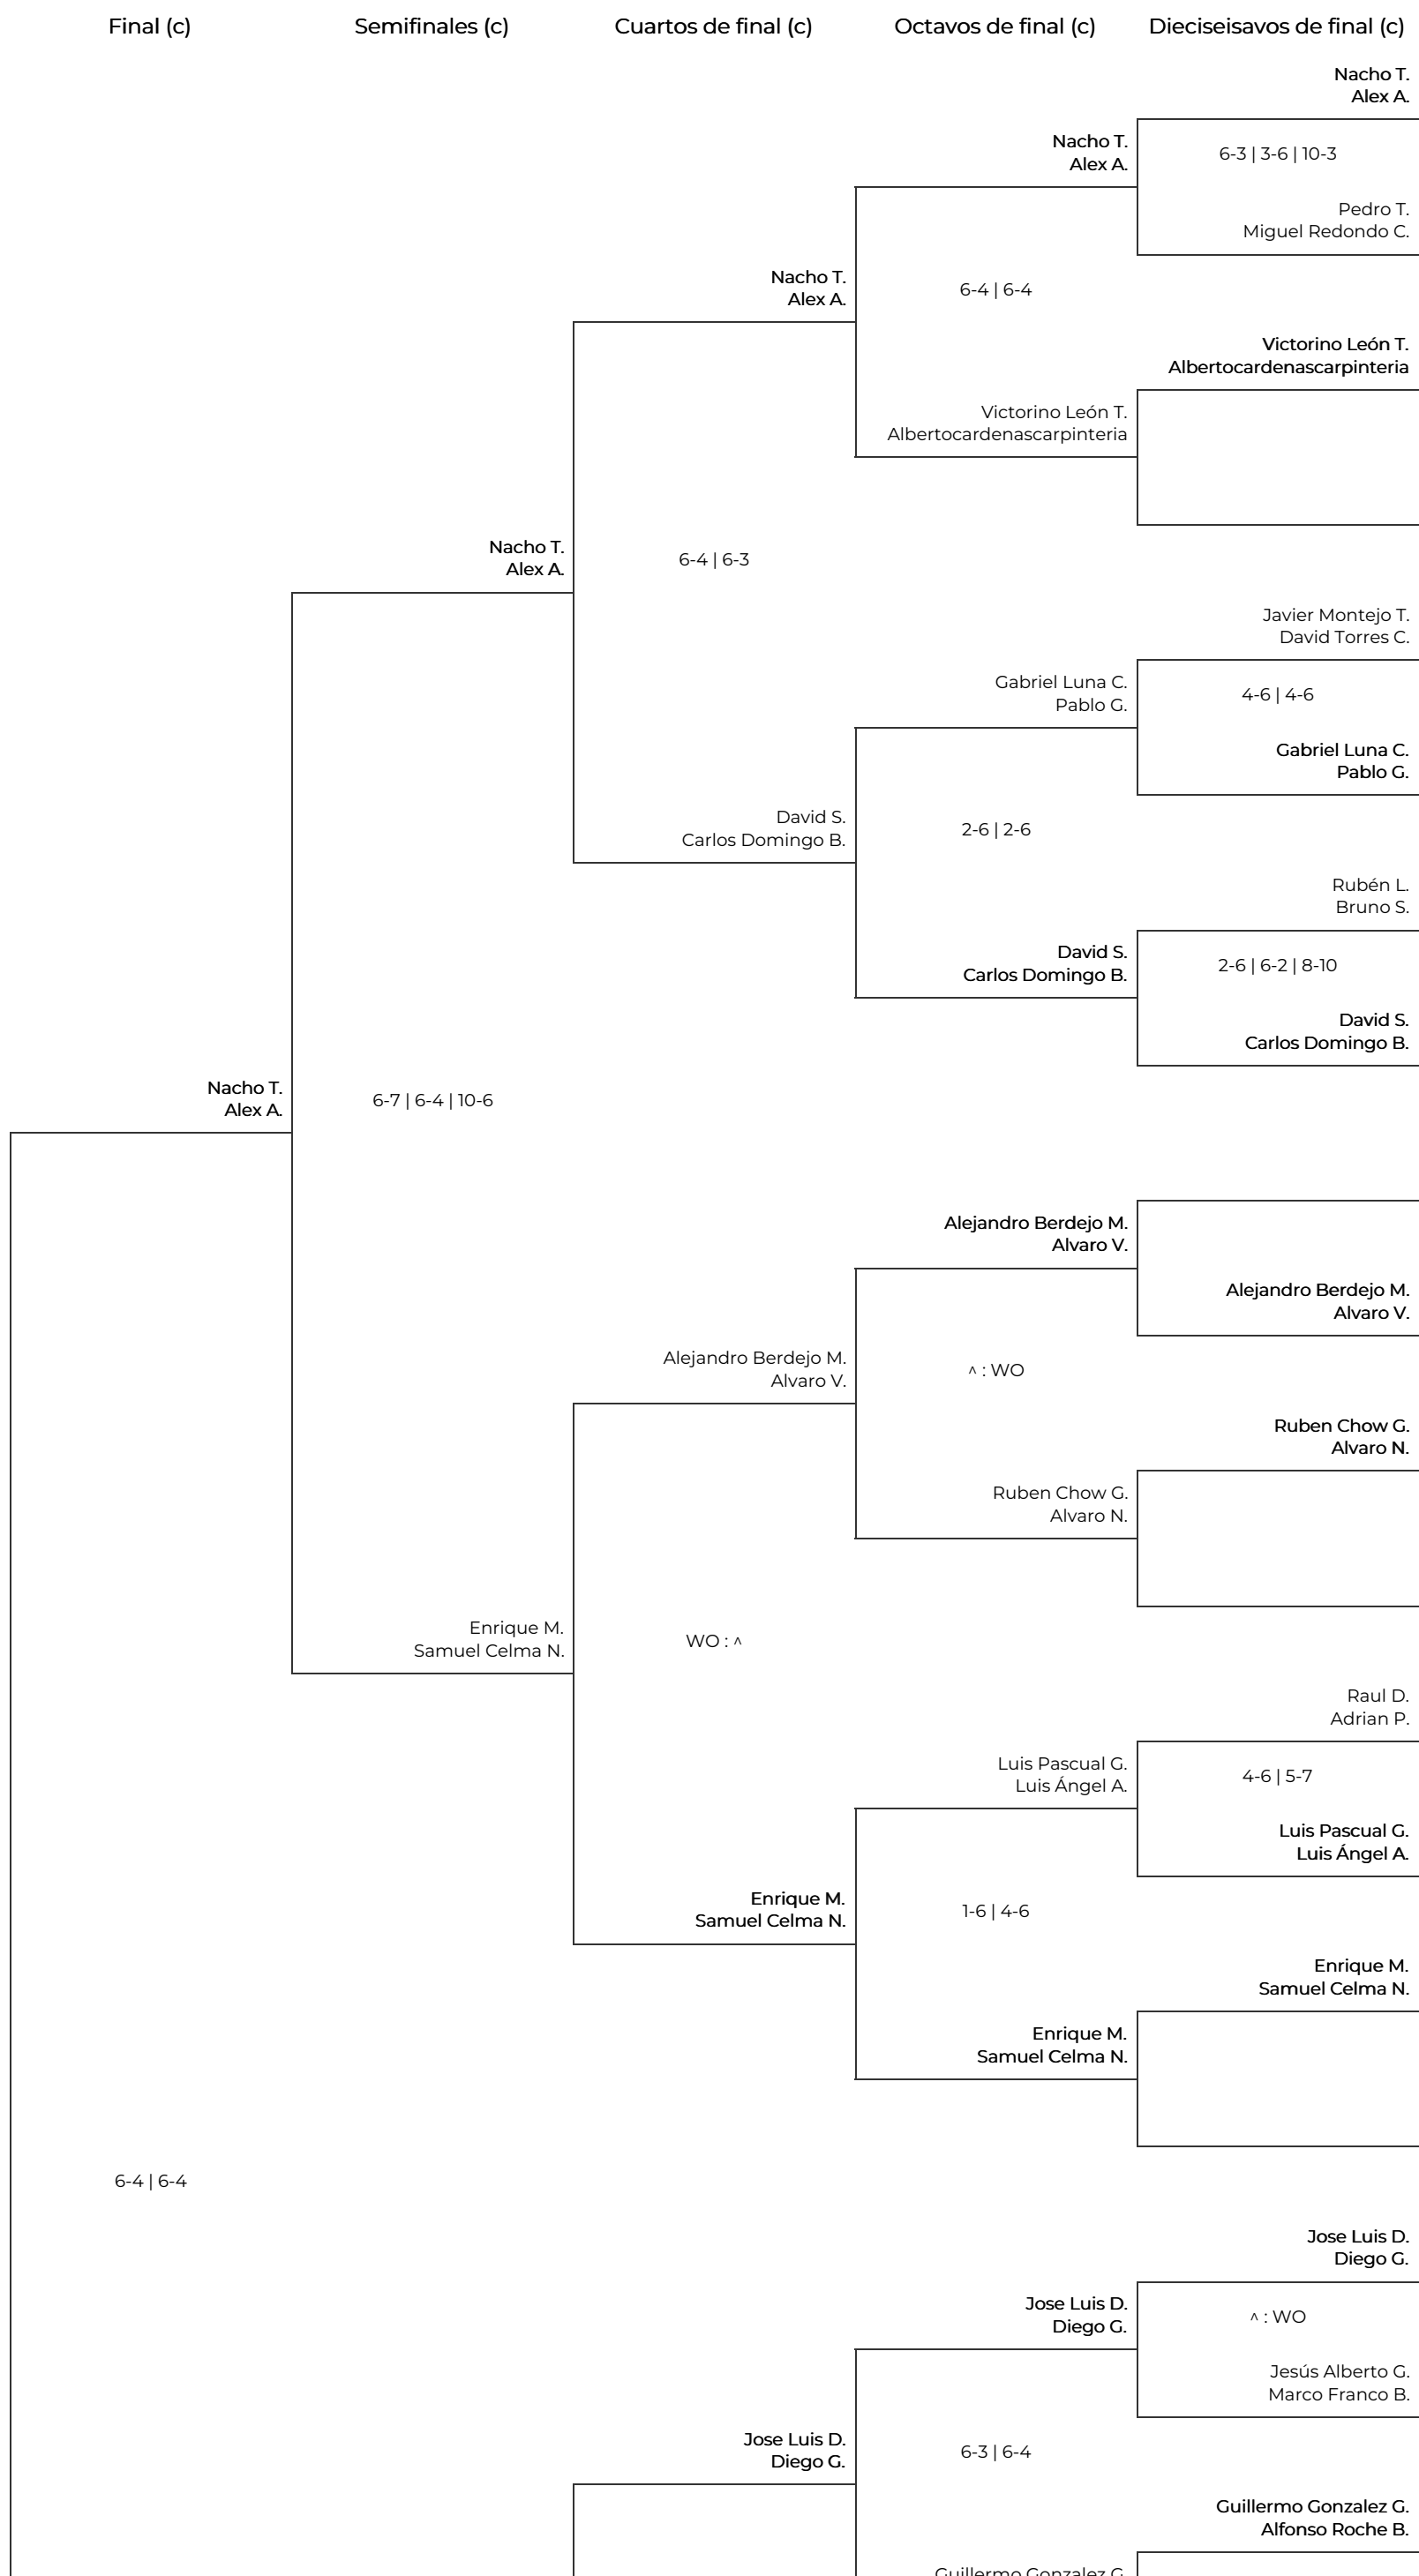 Final (c)
Semifinales (c)
Cuartos de final (c)
Octavos de final (c)
Dieciseisavos de final (c)
Nacho T.
Alex A.
Nacho T.
Alex A.
6-3 | 3-6 | 10-3
Pedro T.
Miguel Redondo C.
Nacho T.
Alex A.
6-4 | 6-4
Victorino León T.
Albertocardenascarpinteria
Victorino León T.
Albertocardenascarpinteria
Nacho T.
Alex A.
6-4 | 6-3
Javier Montejo T.
David Torres C.
Gabriel Luna C.
Pablo G.
4-6 | 4-6
Gabriel Luna C.
Pablo G.
David S.
Carlos Domingo B.
2-6 | 2-6
Rubén L.
Bruno S.
David S.
Carlos Domingo B.
2-6 | 6-2 | 8-10
David S.
Carlos Domingo B.
Nacho T.
Alex A.
6-7 | 6-4 | 10-6
Alejandro Berdejo M.
Alvaro V.
Alejandro Berdejo M.
Alvaro V.
Alejandro Berdejo M.
Alvaro V.
^ : WO
Ruben Chow G.
Alvaro N.
Ruben Chow G.
Alvaro N.
Enrique M.
Samuel Celma N.
WO : ^
Raul D.
Adrian P.
Luis Pascual G.
Luis Ángel A.
4-6 | 5-7
Luis Pascual G.
Luis Ángel A.
Enrique M.
Samuel Celma N.
1-6 | 4-6
Enrique M.
Samuel Celma N.
Enrique M.
Samuel Celma N.
6-4 | 6-4
Jose Luis D.
Diego G.
Jose Luis D.
Diego G.
^ : WO
Jesús Alberto G.
Marco Franco B.
Jose Luis D.
Diego G.
6-3 | 6-4
Guillermo Gonzalez G.
Alfonso Roche B.
Guillermo Gonzalez G.